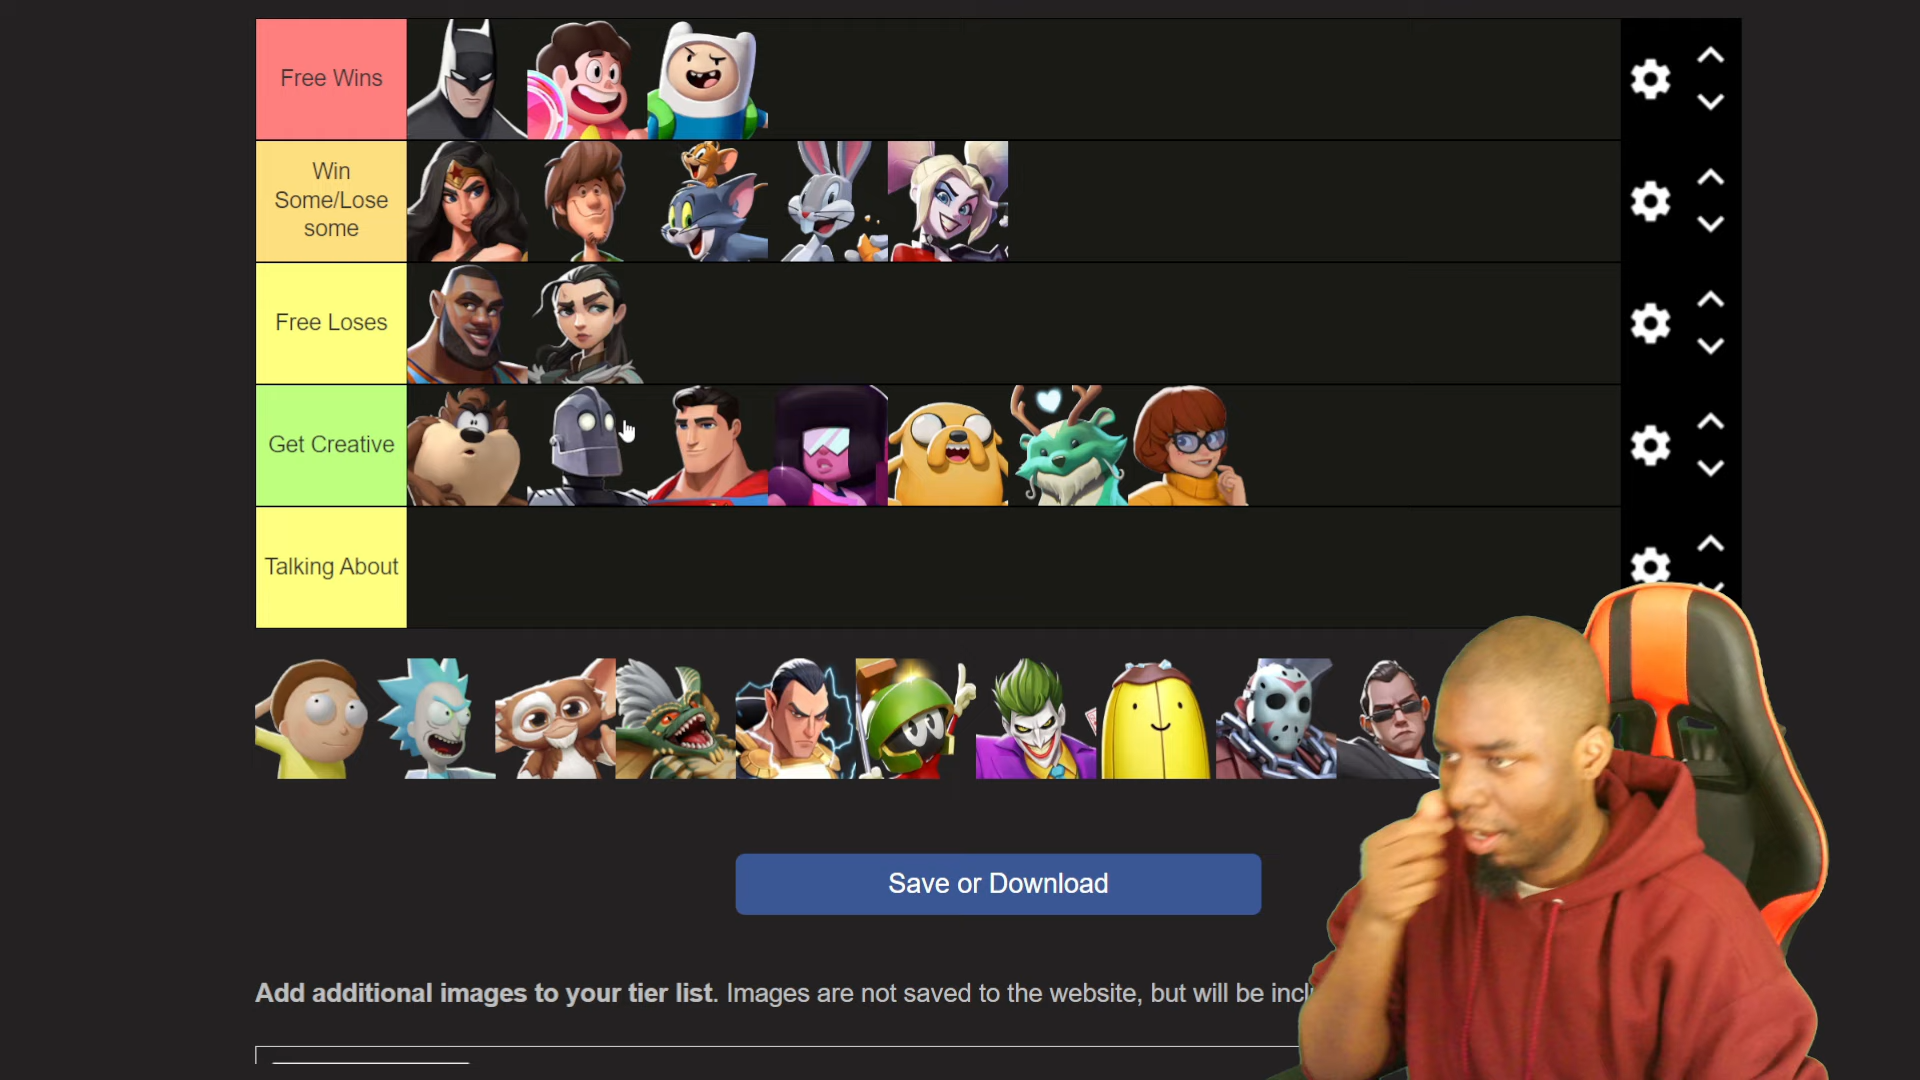 Free Wins
Win
Some/Lose
some
Free Loses
Get Creative
Talking About
Save or Download
Add additional images to your tier list. Images are not saved to the website, but will be